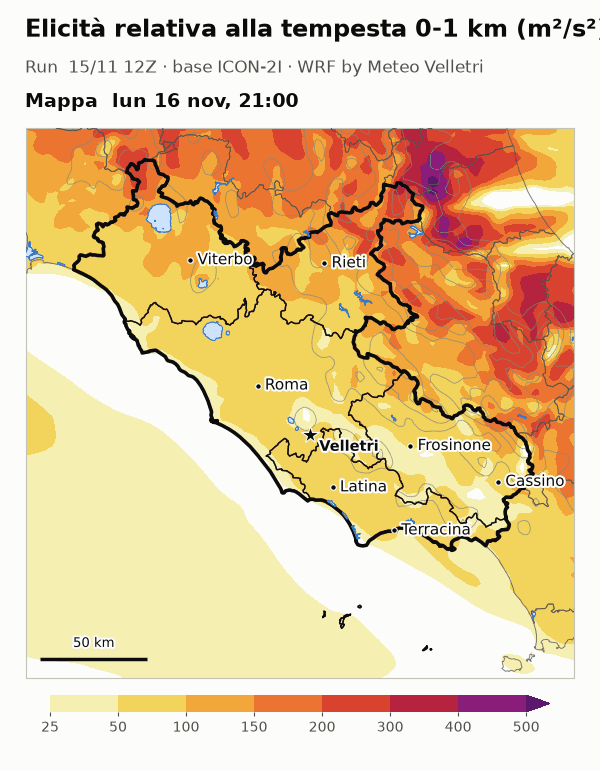 Elicità relativa alla tempesta 0-1 km (m²/s²)
Run 15/11 12Z · base ICON-2I · WRF by Meteo Velletri
Mappa lun 16 nov, 21:00
Viterbo
Rieti
Roma
Velletri
Frosinone
Cassino
Latina
Terracina
50 km
25 50 100 150 200 300 400 500